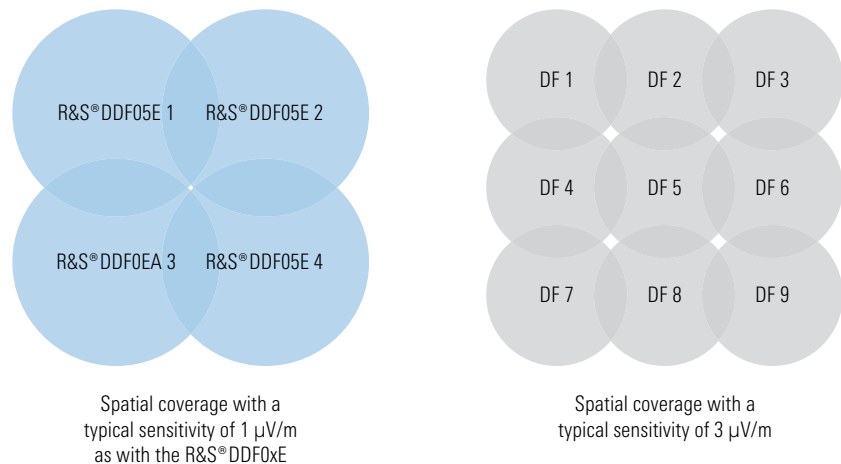 R&S®DDF05E 1
R&S®DDF05E 2
R&S®DDF0EA 3
R&S®DDF05E 4
Spatial coverage with a
typical sensitivity of 1 µV/m
as with the R&S®DDF0xE
DF 1
DF 2
DF 3
DF 4
DF 5
DF 6
DF 7
DF 8
DF 9
Spatial coverage with a
typical sensitivity of 3 µV/m